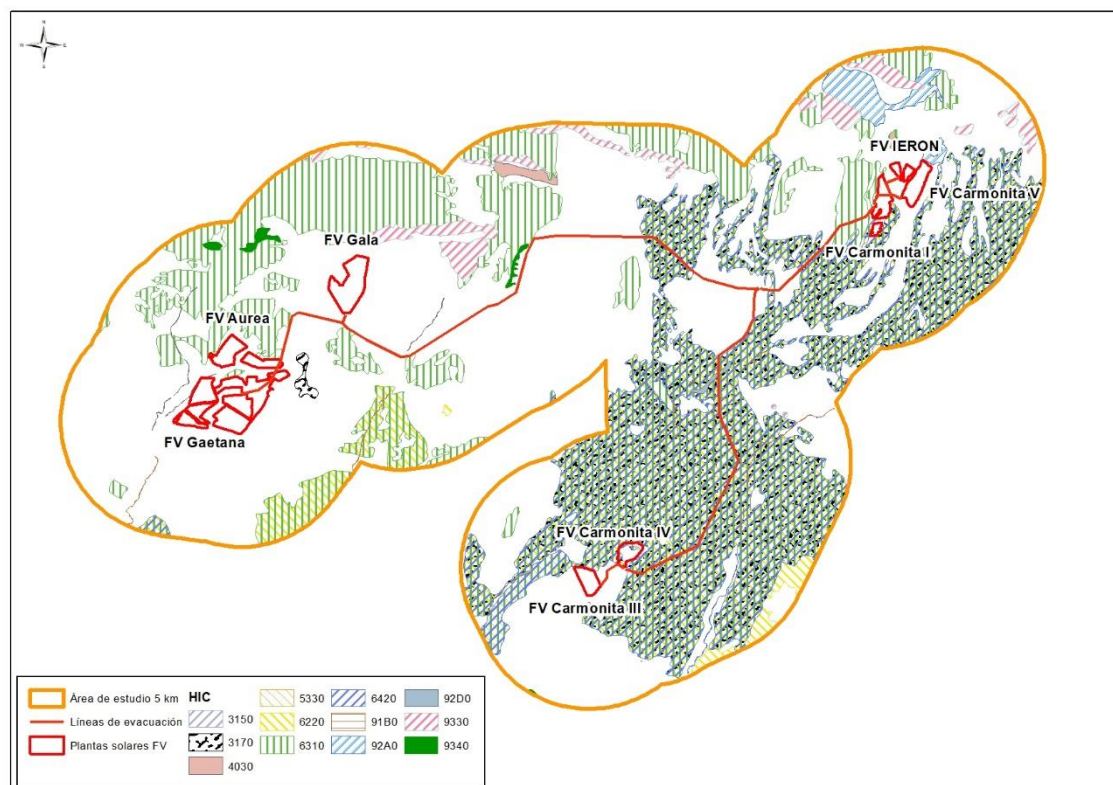 FV IERON
FV Carmonita V
FV Gala
FV Carmonita I
FV Aurea
FV Gaetana
FV Carmonita IV
FV Carmonita III
Área de estudio 5 km
Líneas de evacuación
Plantas solares FV
HIC
3150
3170
4030
5330
6220
6310
6420
91B0
92A0
92D0
9330
9340